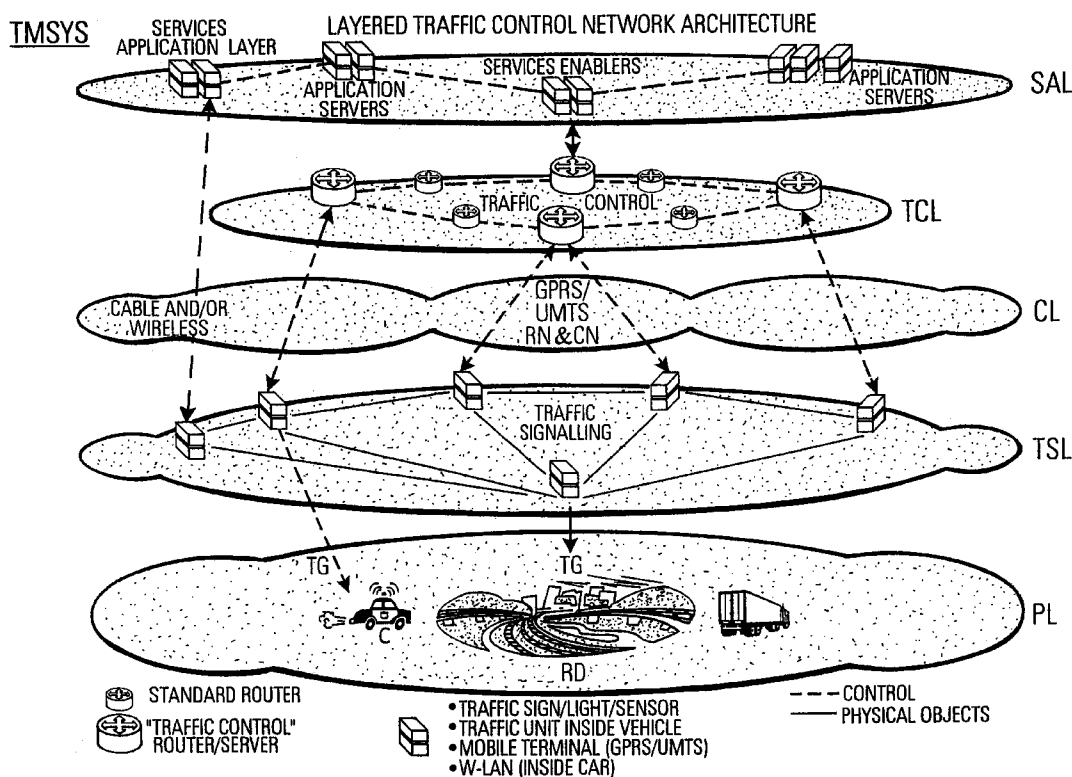 TMSYS
LAYERED TRAFFIC CONTROL NETWORK ARCHITECTURE
SERVICES
APPLICATION LAYER
SERVICES ENABLERS
APPLICATION
SERVERS
APPLICATION
SERVERS
SAL
TRAFFIC CONTROL
TCL
CABLE AND/OR
WIRELESS
GPRS/
UMTS
RN & CN
CL
TRAFFIC
SIGNALLING
TSL
TG
TG
C
RD
PL
STANDARD ROUTER
"TRAFFIC CONTROL"
ROUTER/SERVER
•TRAFFIC SIGN/LIGHT/SENSOR
•TRAFFIC UNIT INSIDE VEHICLE
•MOBILE TERMINAL (GPRS/UMTS)
•W-LAN (INSIDE CAR)
CONTROL
PHYSICAL OBJECTS